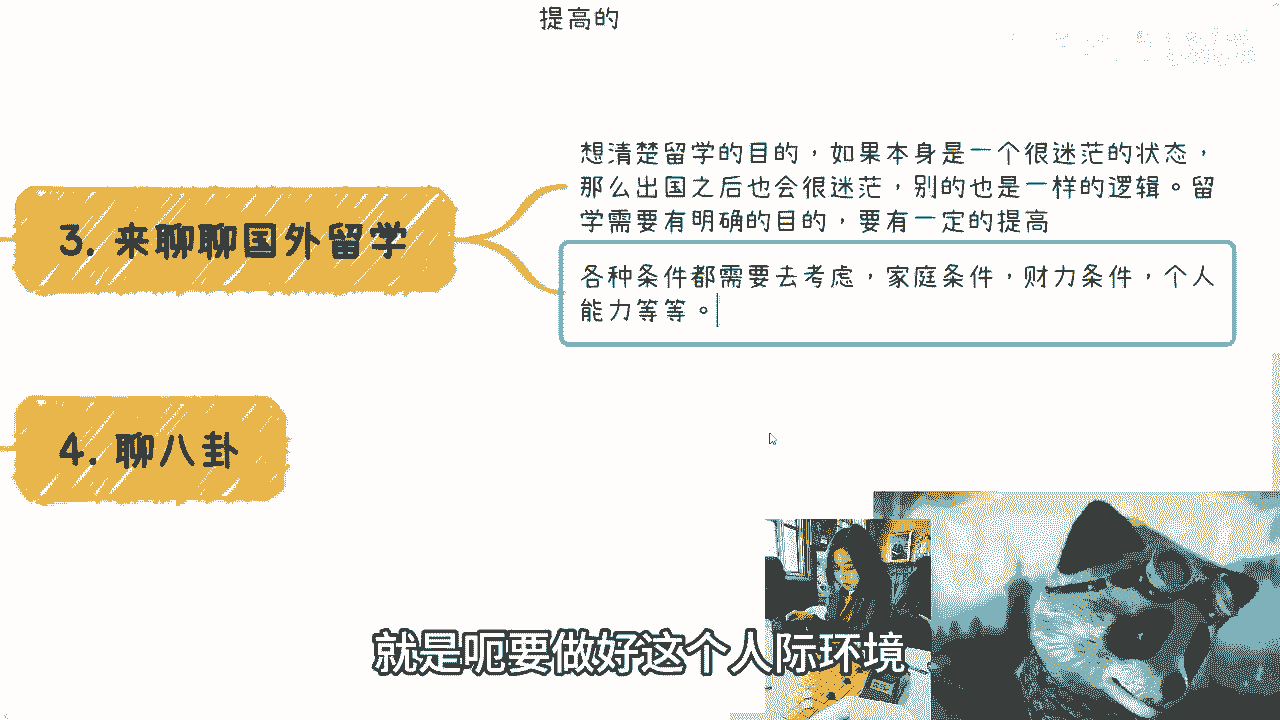 提高的
想清楚留学的目的，如果本身是一个很迷茫的状态，
那么出国之后也会很迷茫，别的也是一样的逻辑。留
学需要有明确的目的，要有一定的提高
3. 来聊聊国外留学
各种条件都需要去考虑，家庭条件，财力条件，个人
能力等等。
4. 聊八卦
就是呃要做好这个人际环境